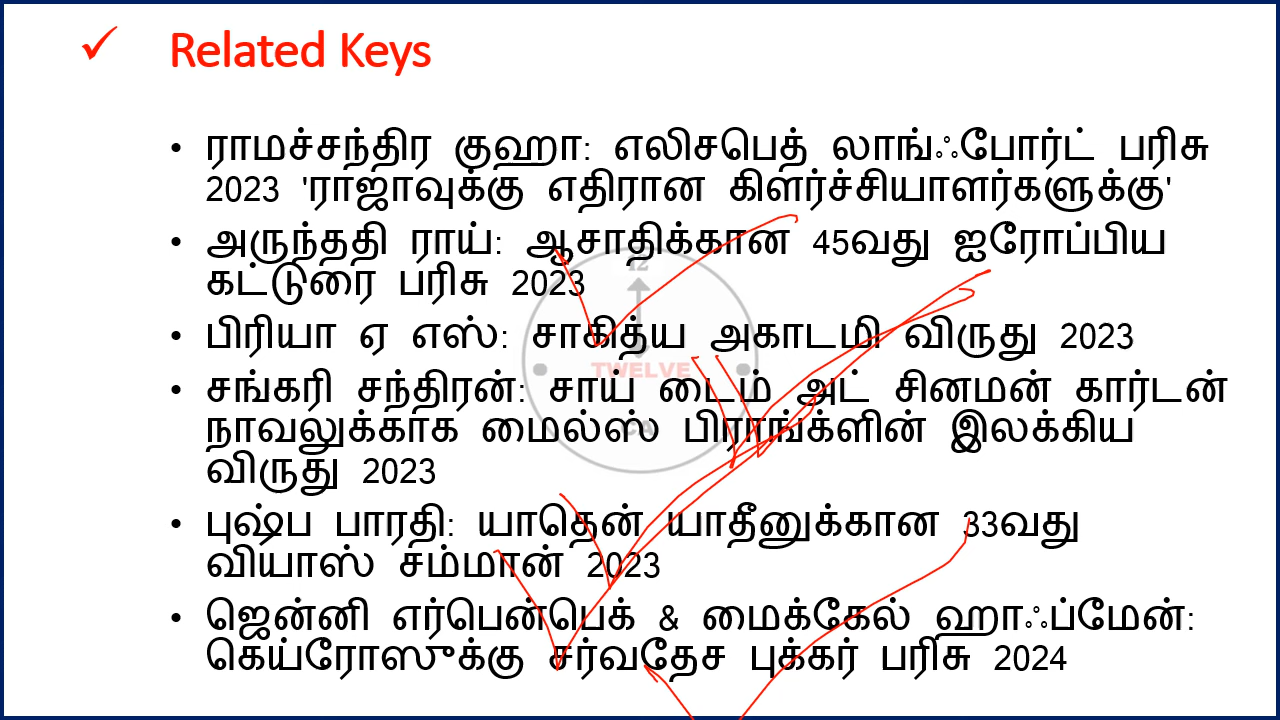 ✓ Related Keys
• ராமச்சந்திர குஹா: எலிசபெத் லாங்ஃபோர்ட் பரிசு
2023 'ராஜாவுக்கு எதிரான கிளர்ச்சியாளர்களுக்கு'
• அருந்ததி ராய்: ஆசாதிக்கான 45வது ஐரோப்பிய
கட்டுரை பரிசு 2023
• பிரியா ஏ எஸ்: சாகித்ய அகாடமி விருது 2023
• சங்கரி சந்திரன்: சாய் டைம் அட் சினமன் கார்டன்
நாவலுக்காக மைல்ஸ் பிராங்க்ளின் இலக்கிய
விருது 2023
• புஷ்ப பாரதி: யாதென் யாதீனுக்கான 33வது
வியாஸ் சம்மான் 2023
• ஜென்னி எர்பென்பெக் & மைக்கேல் ஹாஃப்மேன்:
கெய்ரோஸுக்கு சர்வதேச புக்கர் பரிசு 2024
12
TWELVE